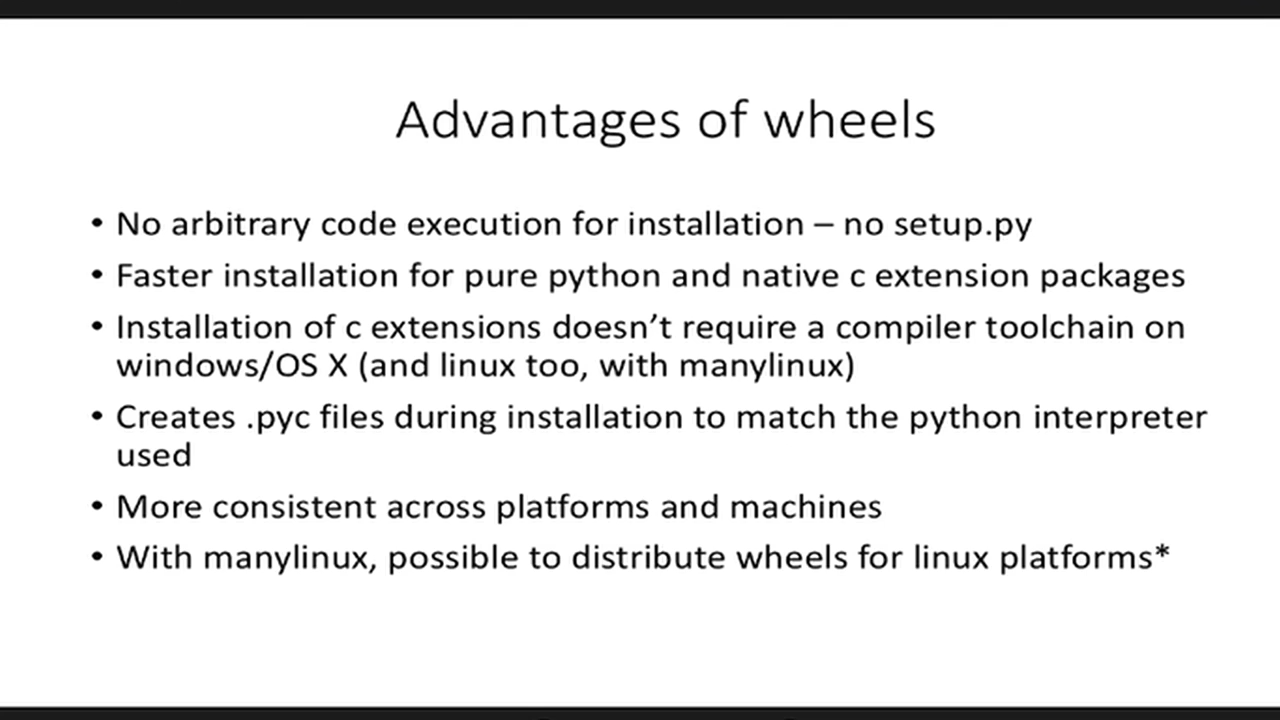 Advantages of wheels
• No arbitrary code execution for installation – no setup.py
• Faster installation for pure python and native c extension packages
• Installation of c extensions doesn’t require a compiler toolchain on
windows/OS X (and linux too, with manylinux)
• Creates .pyc files during installation to match the python interpreter
used
• More consistent across platforms and machines
• With manylinux, possible to distribute wheels for linux platforms*